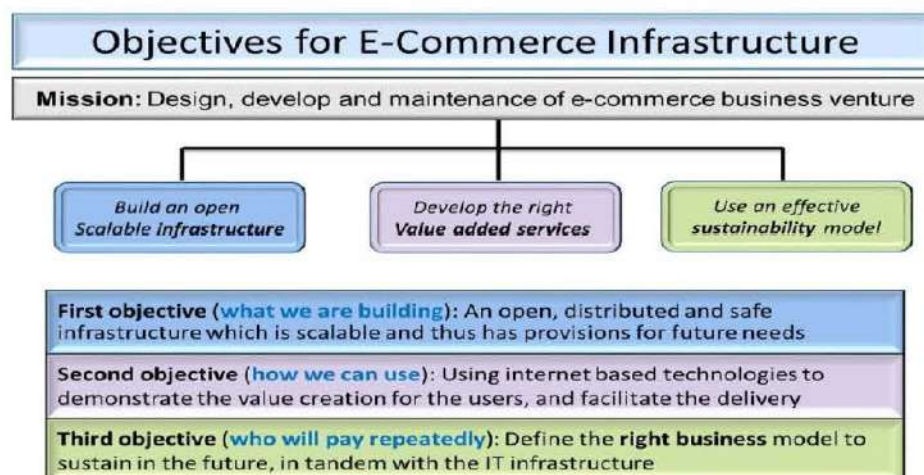 Objectives for E-Commerce Infrastructure
Mission: Design, develop and maintenance of e-commerce business venture
Build an open
Scalable infrastructure
Develop the right
Value added services
Use an effective
sustainability model
First objective (what we are building): An open, distributed and safe
infrastructure which is scalable and thus has provisions for future needs
Second objective (how we can use): Using internet based technologies to
demonstrate the value creation for the users, and facilitate the delivery
Third objective (who will pay repeatedly): Define the right business model to
sustain in the future, in tandem with the IT infrastructure